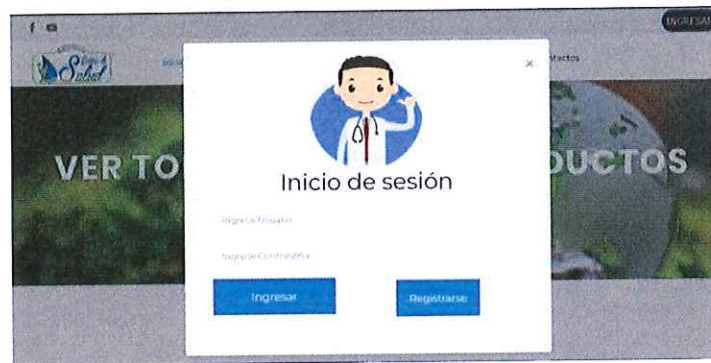 f
INGRESAR
Salud
×
VER TO
DUCTOS
Inicio de sesión
Ingrese Usuario
Ingrese Contraseña
Ingresar
Registrarse